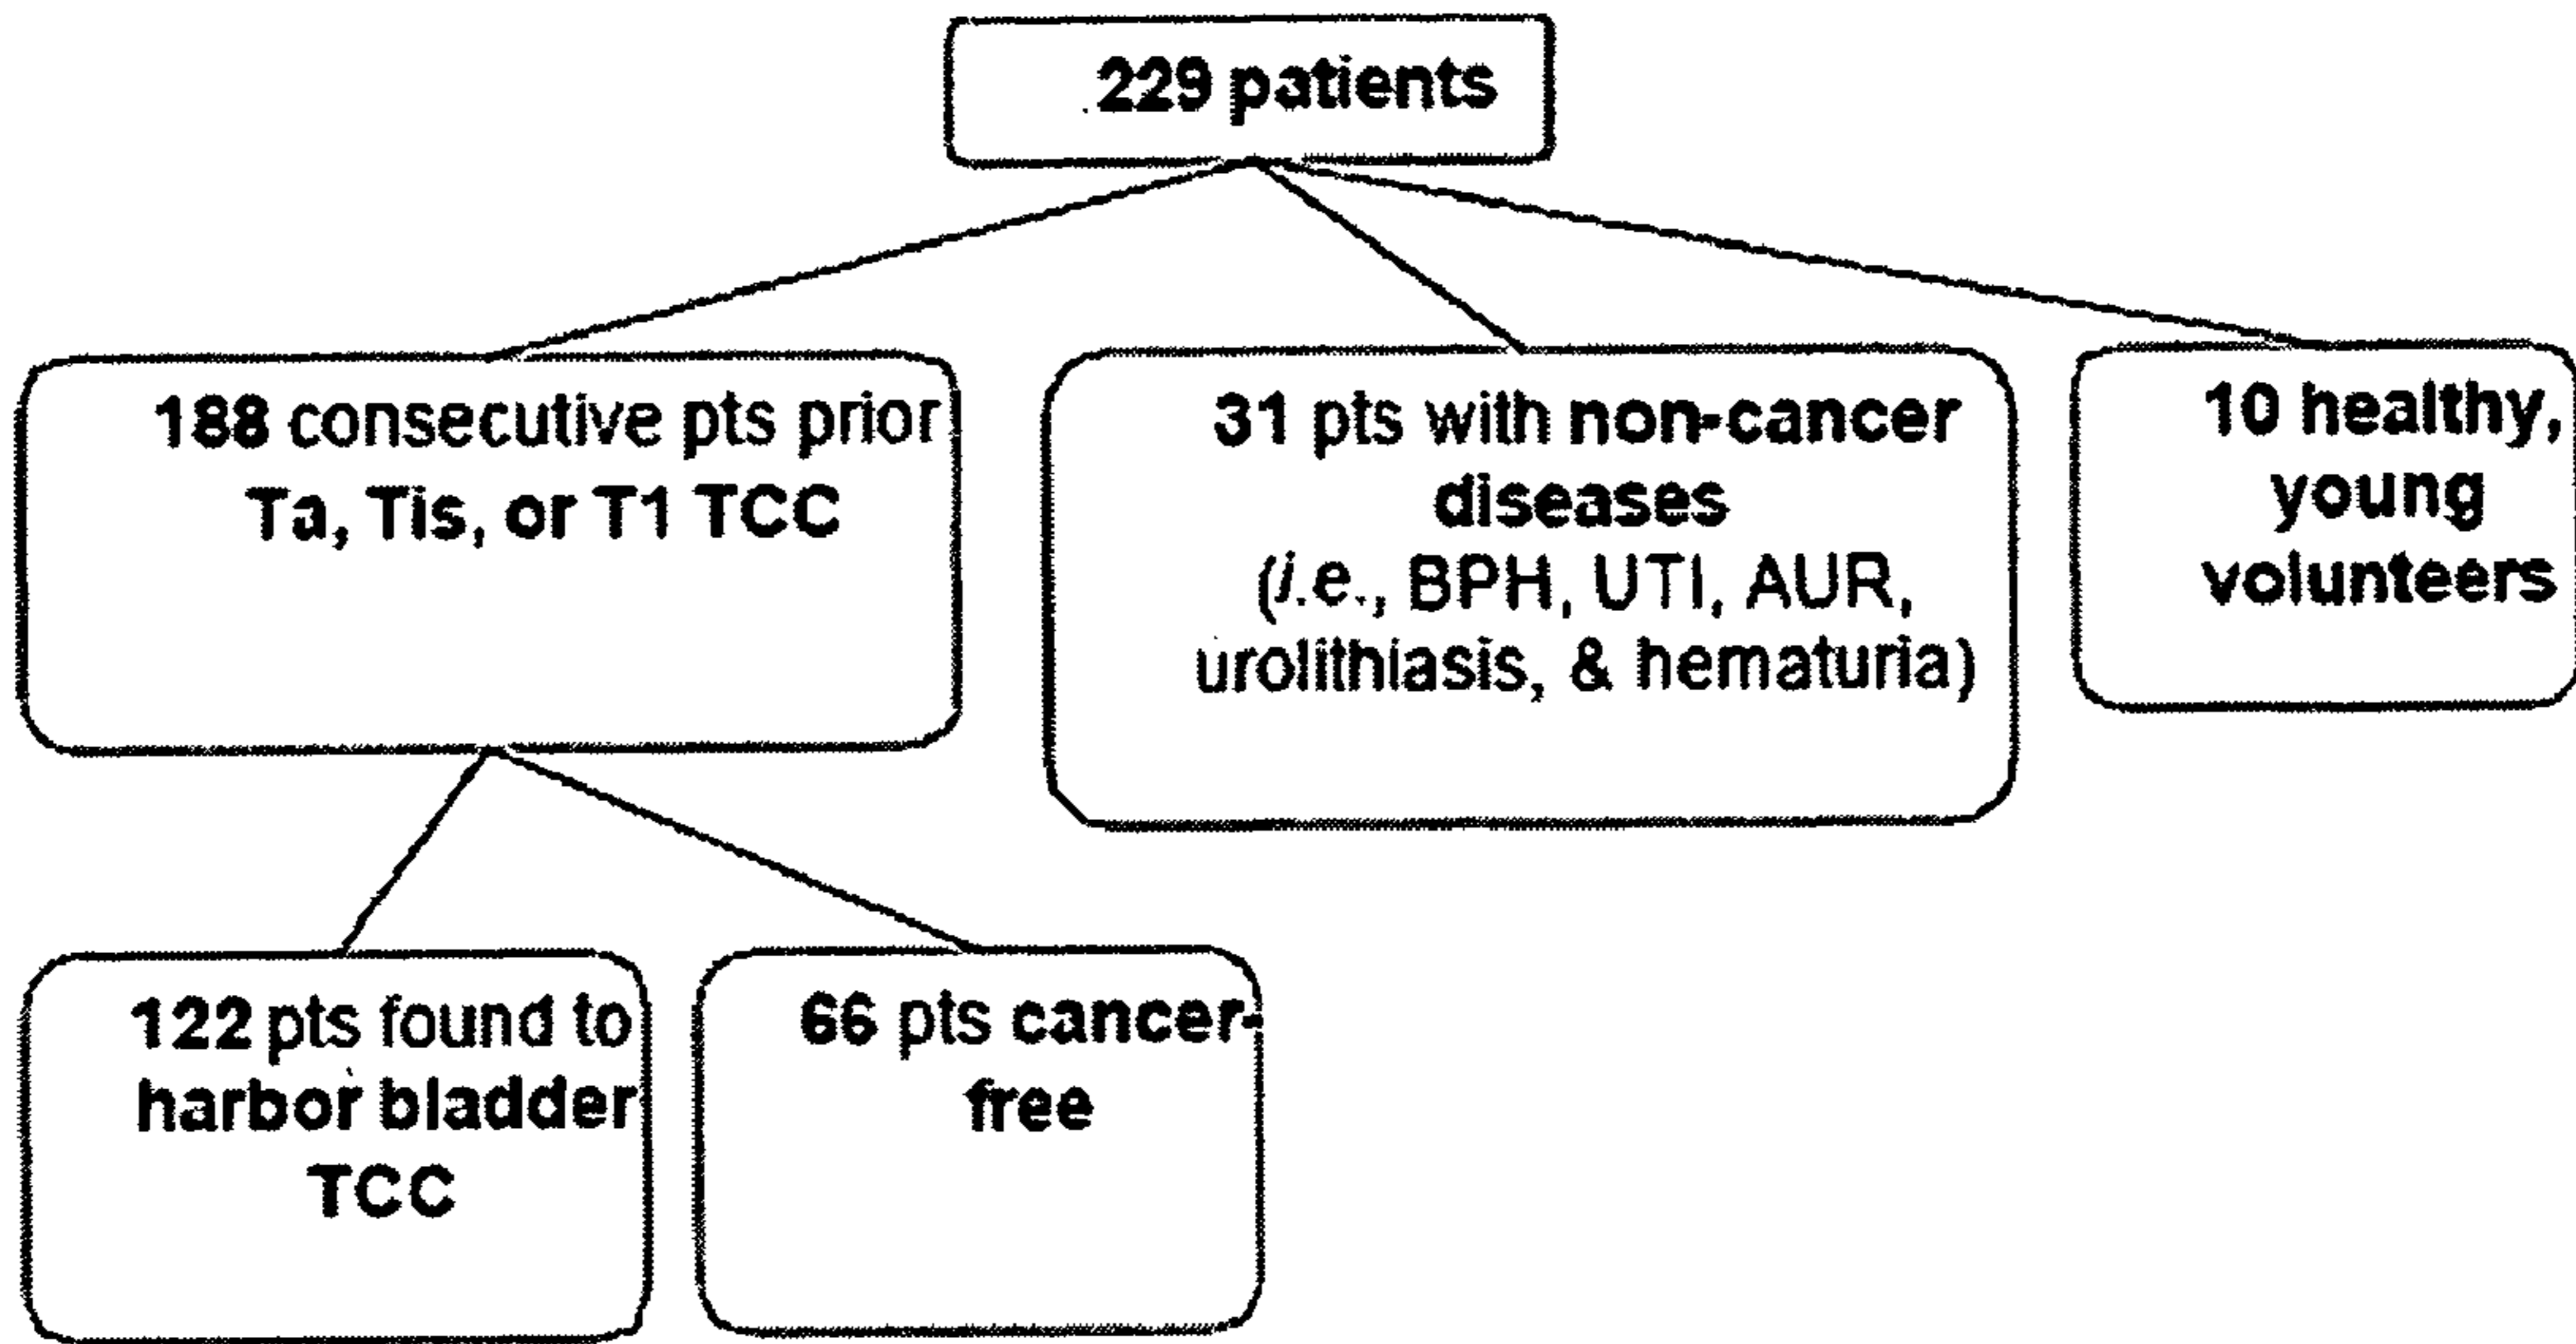 229 patients
188 consecutive pts prior
Ta, Tis, or T1 TCC
31 pts with non-cancer
diseases
(i.e., BPH, UTI, AUR,
urolithiasis, & hematuria)
10 healthy,
young
volunteers
122 pts found to
harbor bladder
TCC
66 pts cancer-
free